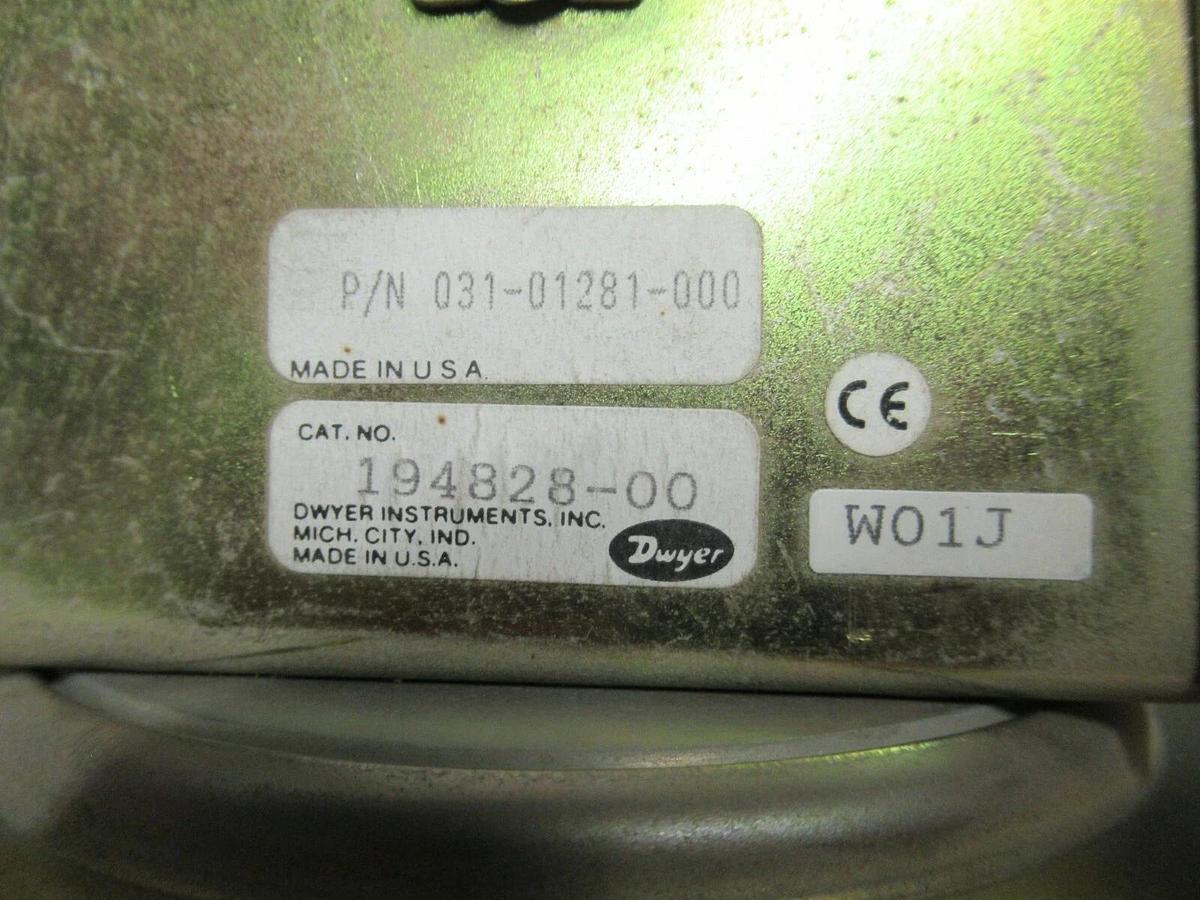 P/N 031-01281-000
MADE IN U S A
CE
CAT. NO.
194828-00
DWYER INSTRUMENTS, INC.
MICH. CITY, IND.
MADE IN U.S.A.
Dwyer
W01J